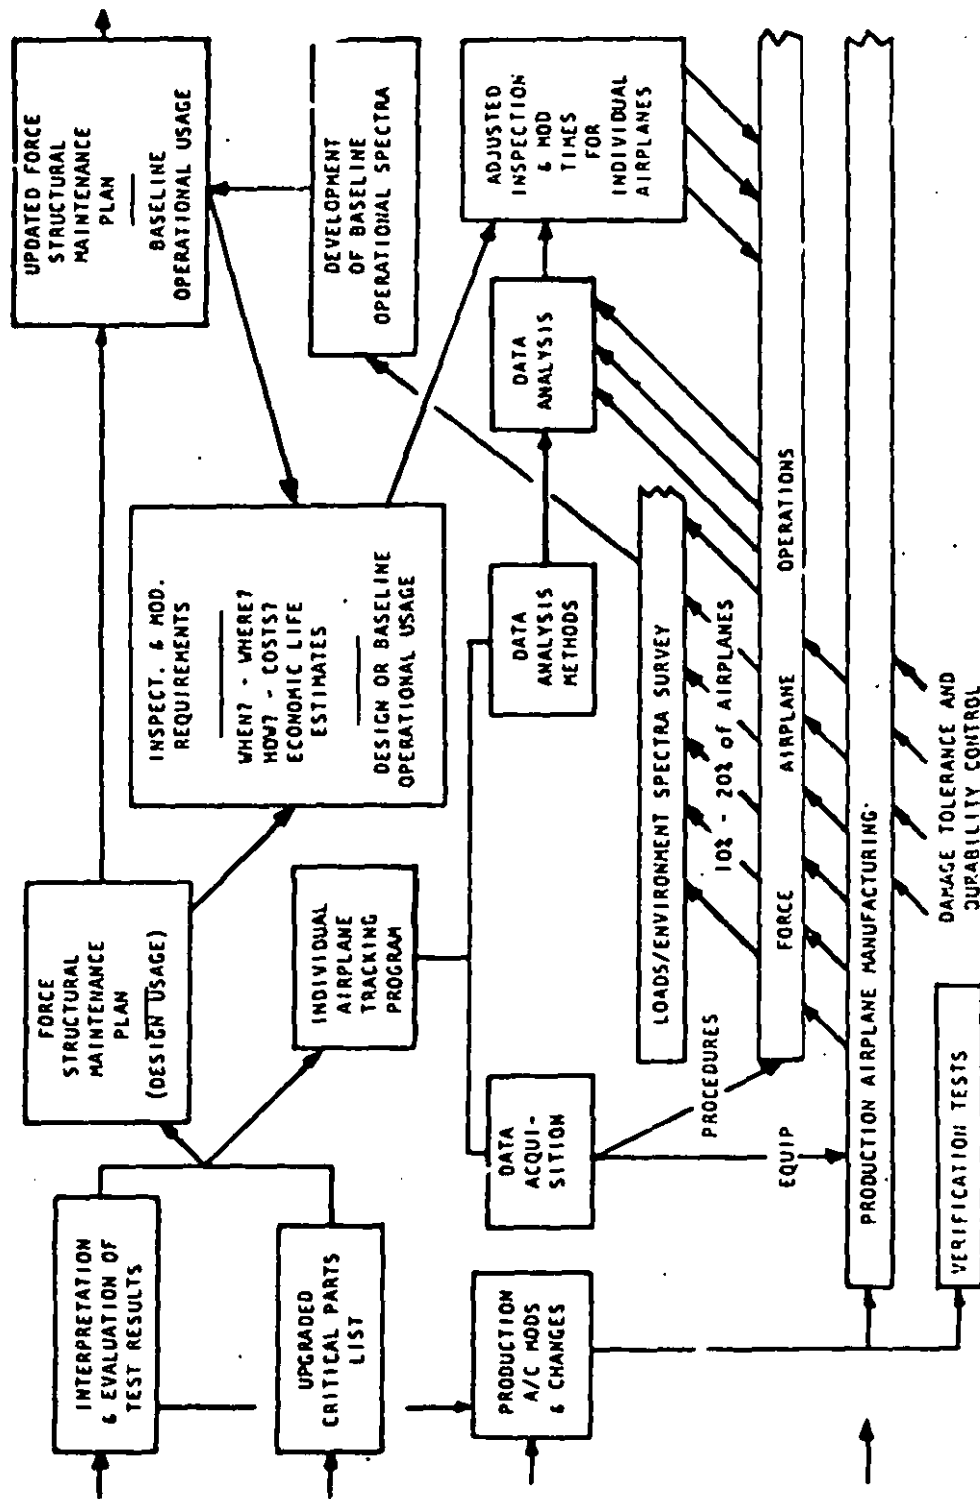 INTERPRETATION
& EVALUATION OF
TEST RESULTS
UPGRADED
CRITICAL PARTS
LIST
PRODUCTION
A/C MODS
& CHANGES
FORCE
STRUCTURAL
MAINTENANCE
PLAN
(DESIGN USAGE)
INDIVIDUAL
AIRPLANE
TRACKING
PROGRAM
DATA
ACQUI-
SITION
PROCEDURES
EQUIP
INSPECT. & MOD.
REQUIREMENTS
WHEN? - WHERE?
HOW? - COSTS?
ECONOMIC LIFE
ESTIMATES
DESIGN OR BASELINE
OPERATIONAL USAGE
DATA
ANALYSIS
METHODS
UPDATED FORCE
STRUCTURAL
MAINTENANCE
PLAN
BASELINE
OPERATIONAL USAGE
DEVELOPMENT
OF BASELINE
OPERATIONAL SPECTRA
DATA
ANALYSIS
ADJUSTED
INSPECTION
& MOD
TIMES
FOR
INDIVIDUAL
AIRPLANES
LOADS/ENVIRONMENT SPECTRA SURVEY
10% - 20% of AIRPLANES
FORCE AIRPLANE OPERATIONS
PRODUCTION AIRPLANE MANUFACTURING
VERIFICATION TESTS
DAMAGE TOLERANCE AND
DURABILITY CONTROL